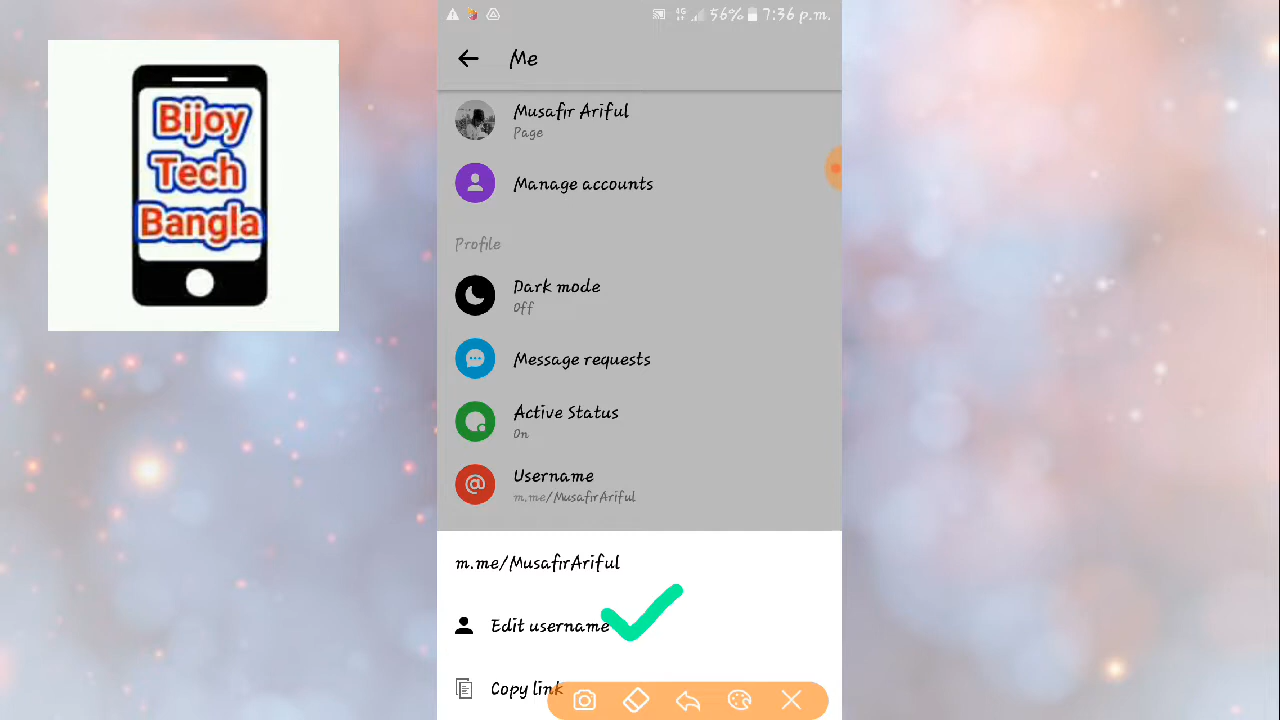 Bijoy
Tech
Bangla
4G 56% 7:36 p.m.
Me
Musafir Ariful
Page
Manage accounts
Profile
Dark mode
Off
Message requests
Active Status
On
Username
m.me/MusafirAriful
m.me/MusafirAriful
Edit username
Copy link